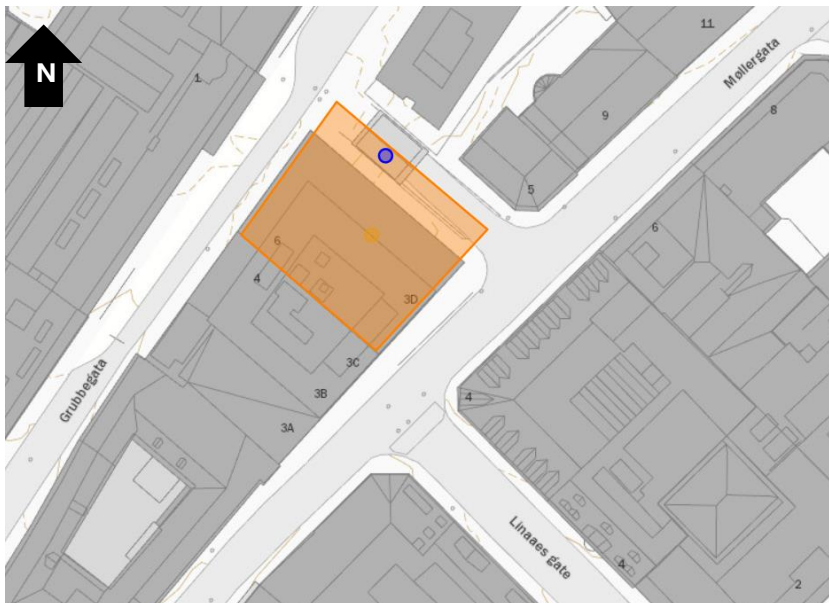 N
11
Møllergata
1
8
9
5
6
6
4
3D
3C
Grubbegata
3B
4
3A
Linaaes gate
4
2